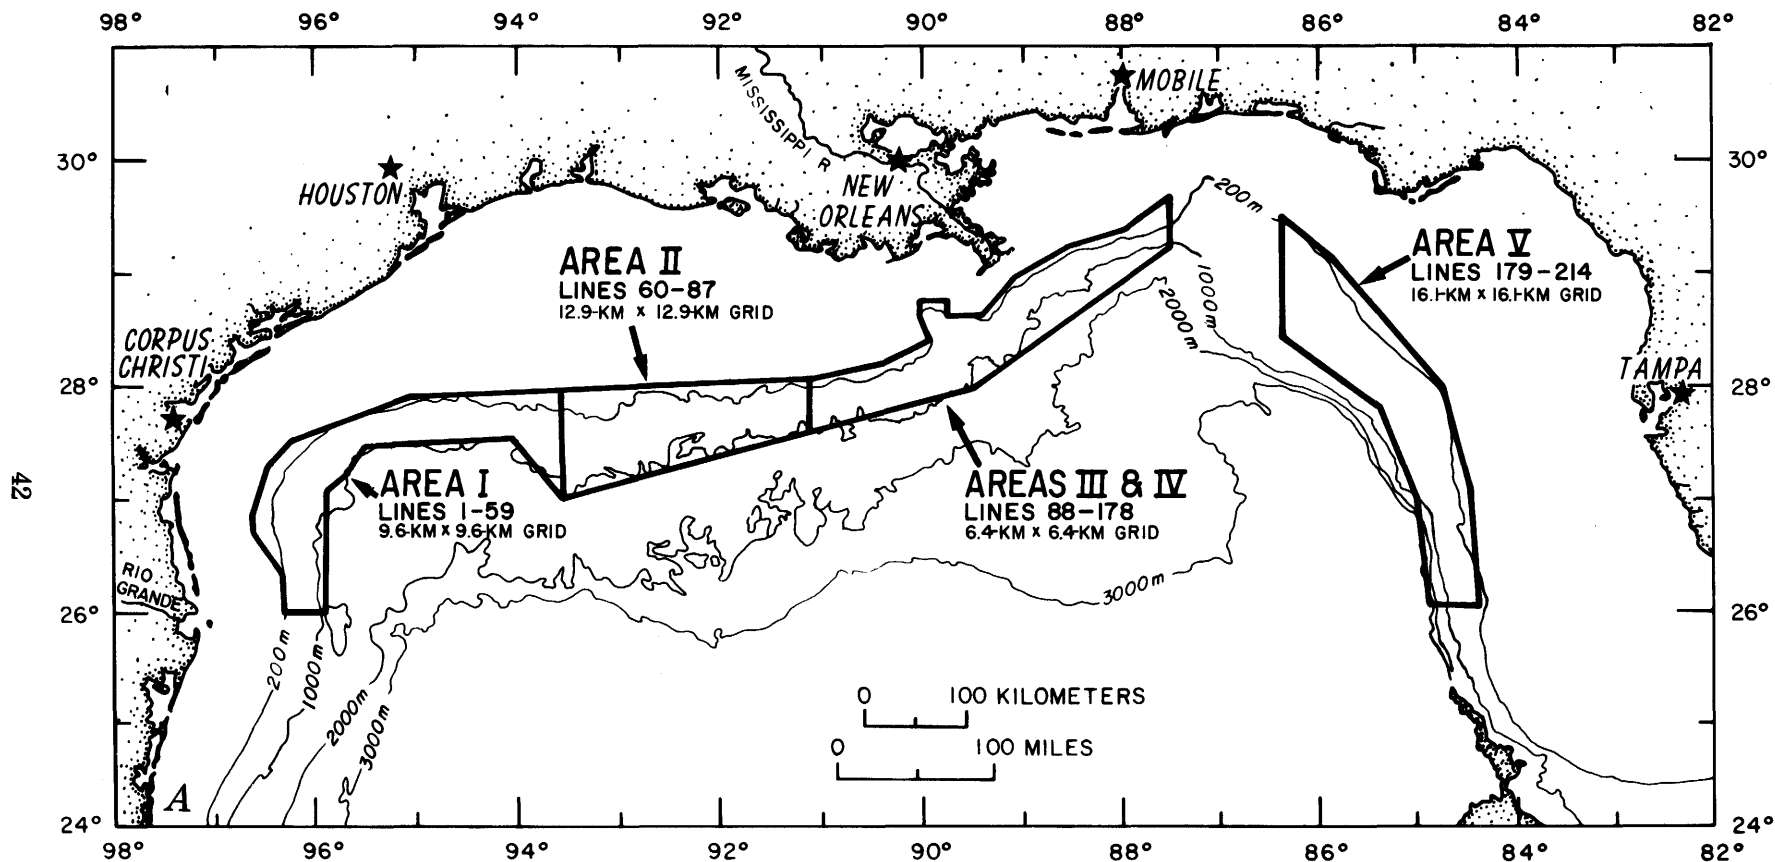 98° 96° 94° 92° 90° 88° 86° 84° 82°
MOBILE
MISSISSIPPI R
30° 30°
HOUSTON
NEW
ORLEANS
200m
AREA V
LINES 179-214
16.1-KM x 16.1-KM GRID
AREA II
LINES 60-87
12.9-KM x 12.9-KM GRID
1000m
2000m
CORPUS
CHRISTI
TAMPA
28° 28°
42
AREA I
LINES 1-59
9.6-KM x 9.6-KM GRID
AREAS III & IV
LINES 88-178
6.4-KM x 6.4-KM GRID
RIO
GRANDE
3000m
26° 26°
200m
1000m
2000m
3000m
0 100 KILOMETERS
0 100 MILES
A
24° 24°
98° 96° 94° 92° 90° 88° 86° 84° 82°